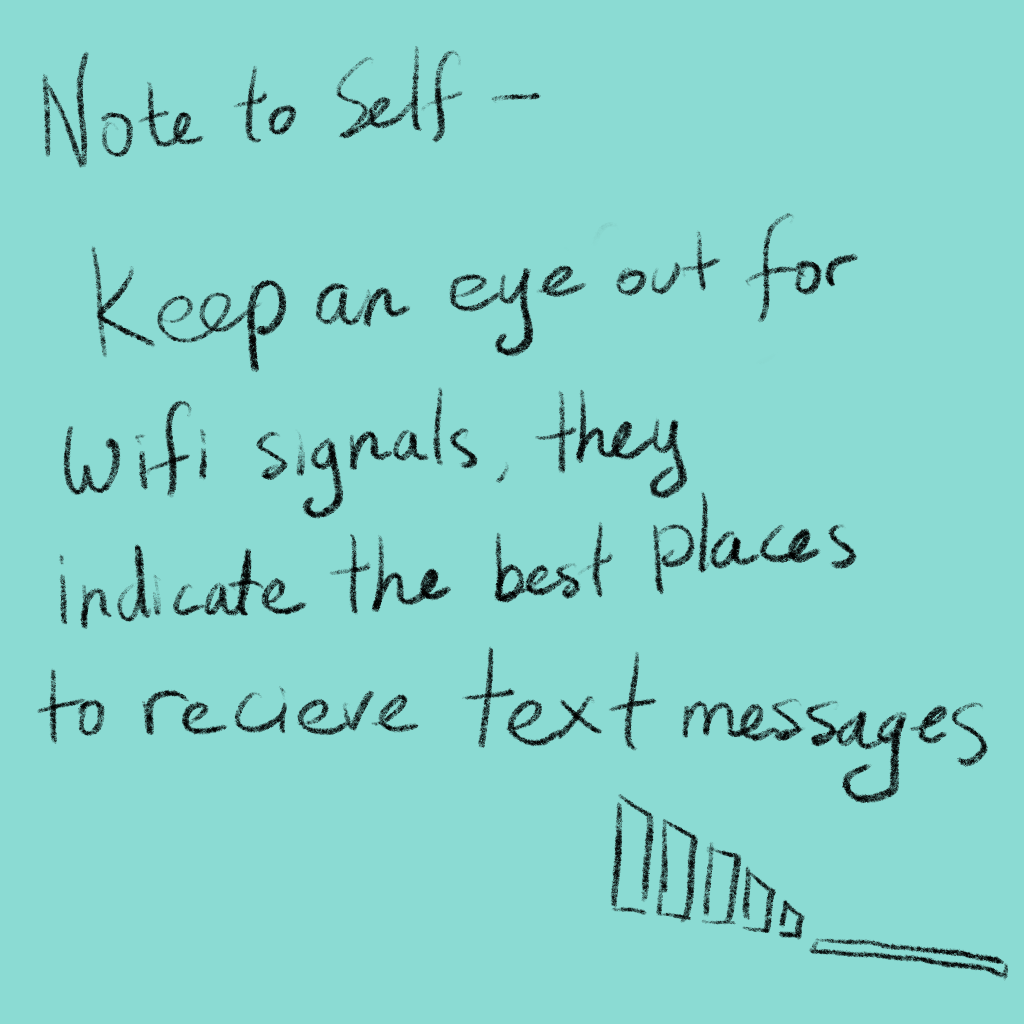 Note to Self -
Keep an eye out for
Wifi signals, they
indicate the best places
to recieve text messages